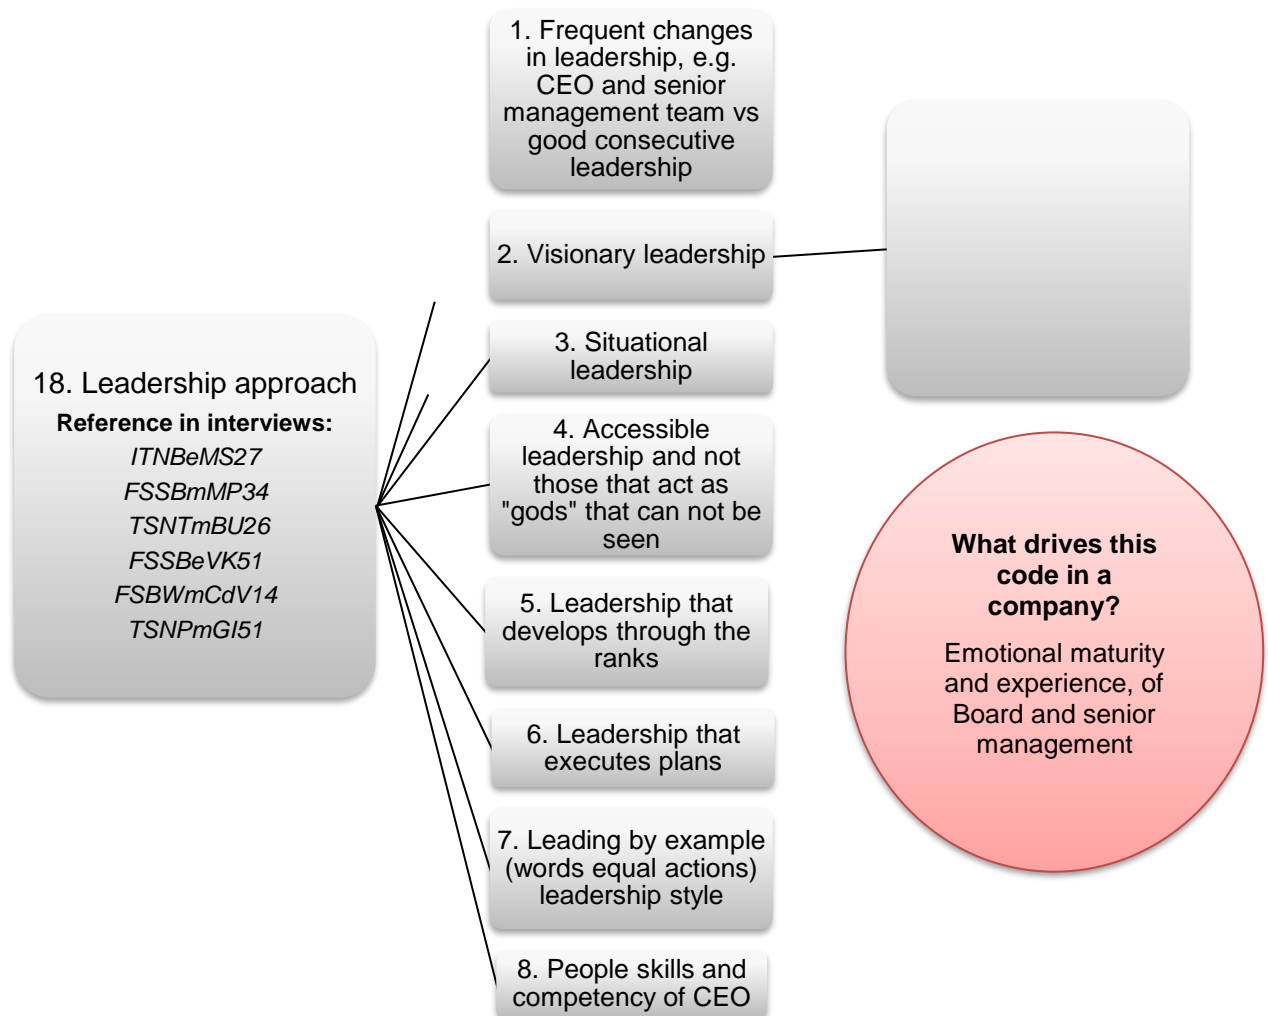 18. Leadership approach
Reference in interviews:
ITNBeMS27
FSSBmMP34
TSNTmBU26
FSSBeVK51
FSBWmCdV14
TSNPmGI51
1. Frequent changes
in leadership, e.g.
CEO and senior
management team vs
good consecutive
leadership
2. Visionary leadership
3. Situational
leadership
4. Accessible
leadership and not
those that act as
"gods" that can not be
seen
5. Leadership that
develops through the
ranks
6. Leadership that
executes plans
7. Leading by example
(words equal actions)
leadership style
8. People skills and
competency of CEO
What drives this
code in a
company?
Emotional maturity
and experience, of
Board and senior
management